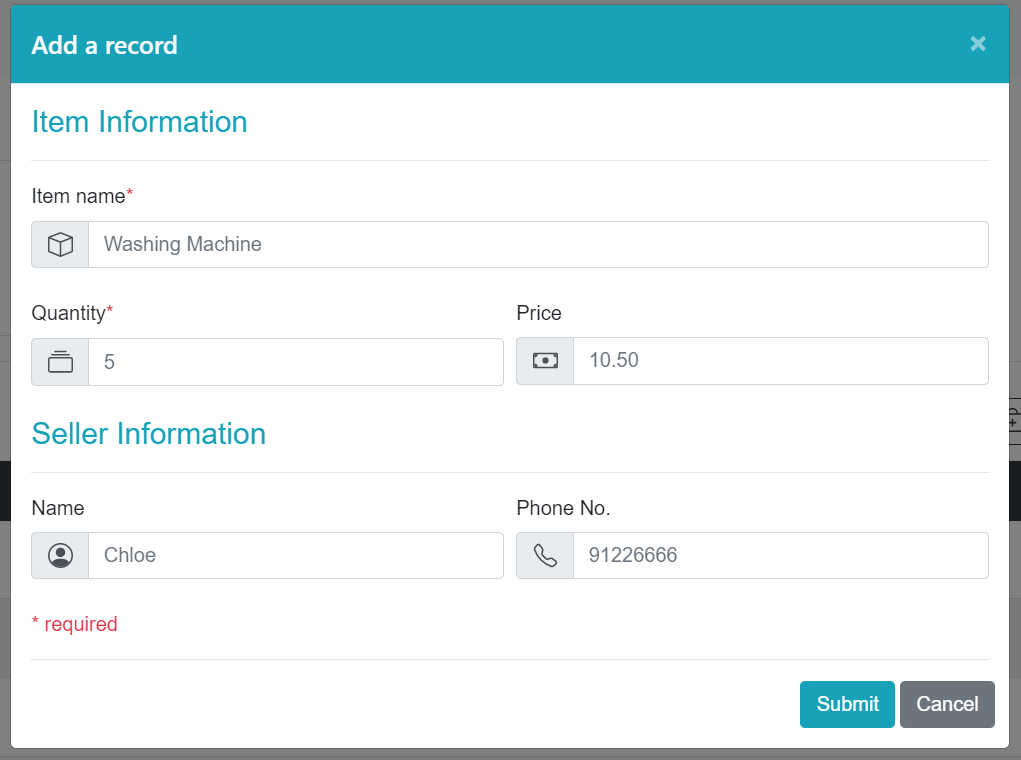 Add a record ×
Item Information
Item name*
Washing Machine
Quantity* Price
5 10.50
Seller Information
Name Phone No.
Chloe 91226666
* required
Submit Cancel